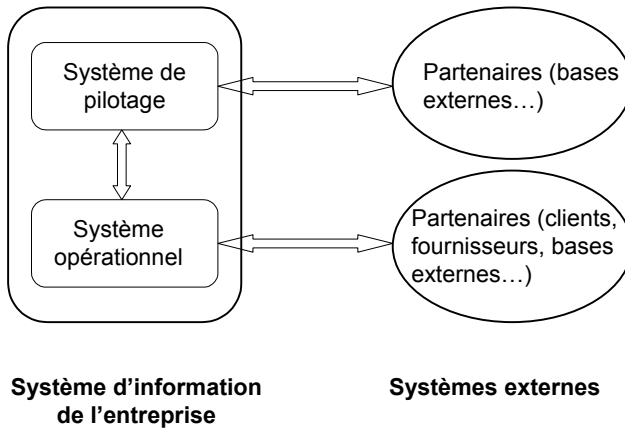 Système de
pilotage
Partenaires (bases
externes…)
Système
opérationnel
Partenaires (clients,
fournisseurs, bases
externes…)
Système d’information
de l’entreprise
Systèmes externes